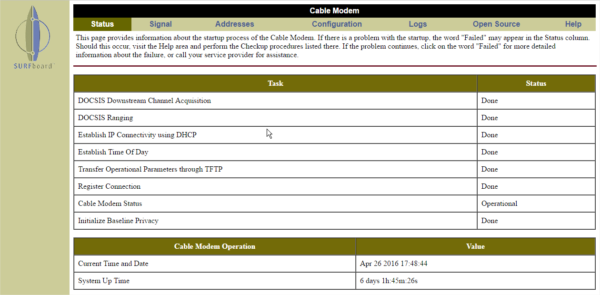 Cable Modem
Status Signal Addresses Configuration Logs Open Source Help
SURFboard
This page provides information about the startup process of the Cable Modem. If there is a problem with the startup, the word "Failed" may appear in the Status column.
Should this occur, visit the Help area and perform the Checkup procedures listed there. If the problem continues, click on the word "Failed" for more detailed
information about the failure, or call your service provider for assistance.
Task Status
DOCSIS Downstream Channel Acquisition Done
DOCSIS Ranging Done
Establish IP Connectivity using DHCP Done
Establish Time Of Day Done
Transfer Operational Parameters through TFTP Done
Register Connection Done
Cable Modem Status Operational
Initialize Baseline Privacy Done
Cable Modem Operation Value
Current Time and Date Apr 26 2016 17:48:44
System Up Time 6 days 1h:45m:26s